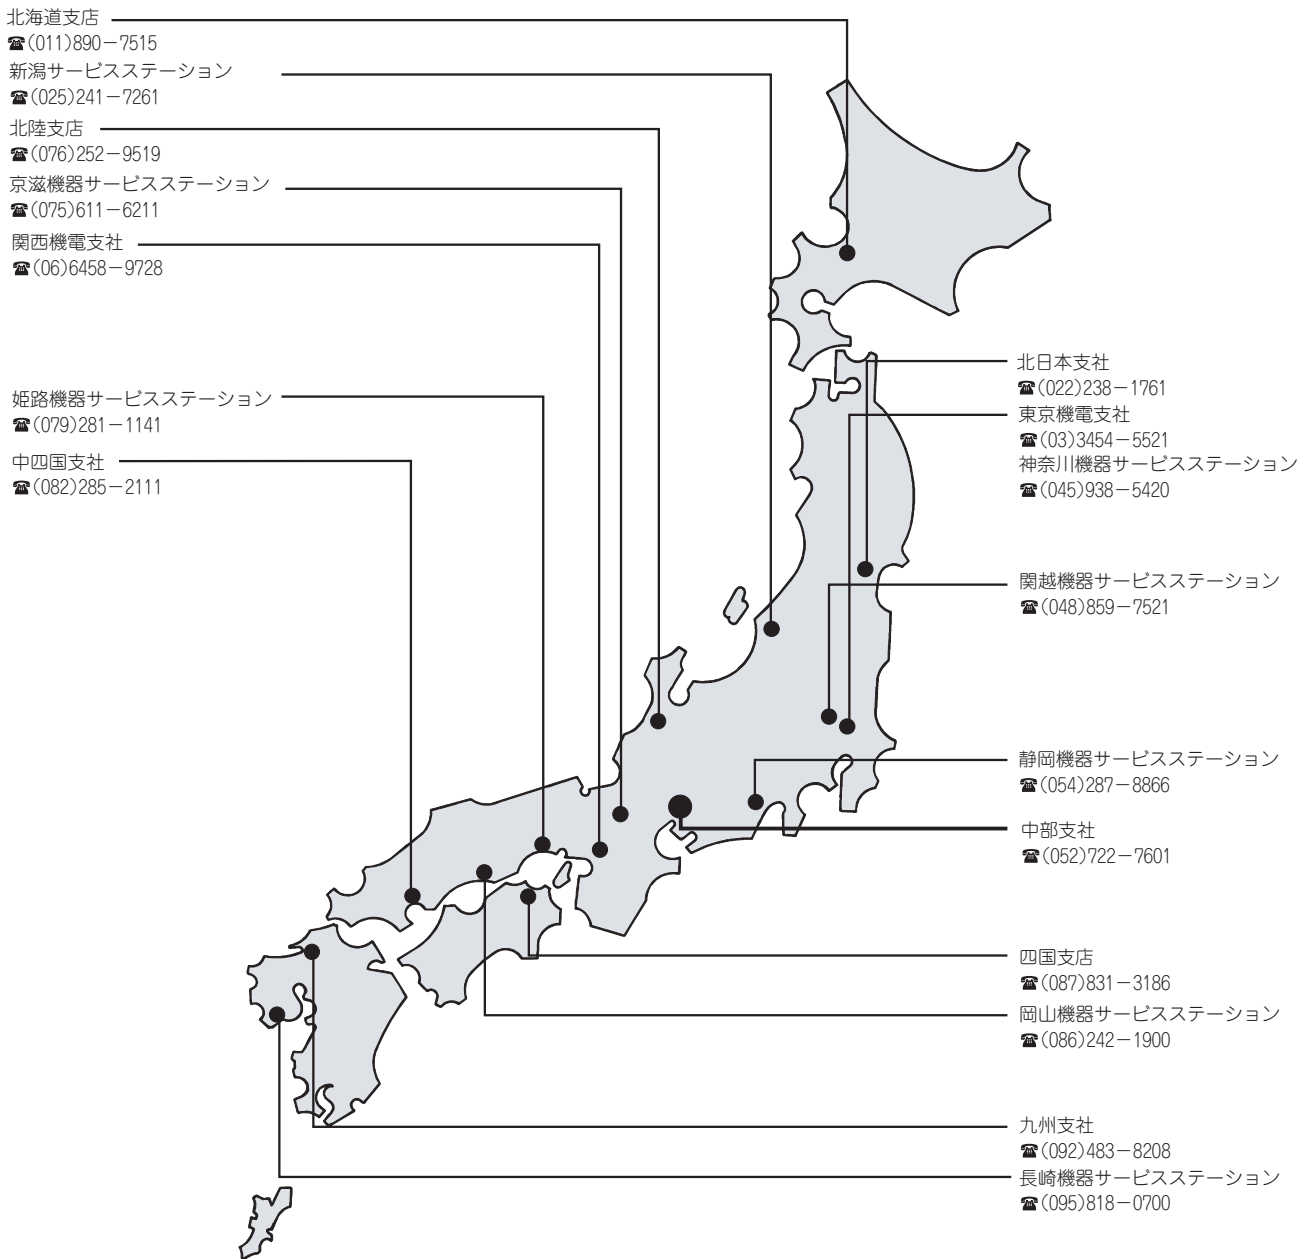 北海道支店
☎(011)890−7515
新潟サービスステーション
☎(025)241−7261
北陸支店
☎(076)252−9519
京滋機器サービスステーション
☎(075)611−6211
関西機電支社
☎(06)6458−9728
姫路機器サービスステーション
☎(079)281−1141
中四国支社
☎(082)285−2111
北日本支社
☎(022)238−1761
東京機電支社
☎(03)3454−5521
神奈川機器サービスステーション
☎(045)938−5420
関越機器サービスステーション
☎(048)859−7521
静岡機器サービスステーション
☎(054)287−8866
中部支社
☎(052)722−7601
四国支店
☎(087)831−3186
岡山機器サービスステーション
☎(086)242−1900
九州支社
☎(092)483−8208
長崎機器サービスステーション
☎(095)818−0700